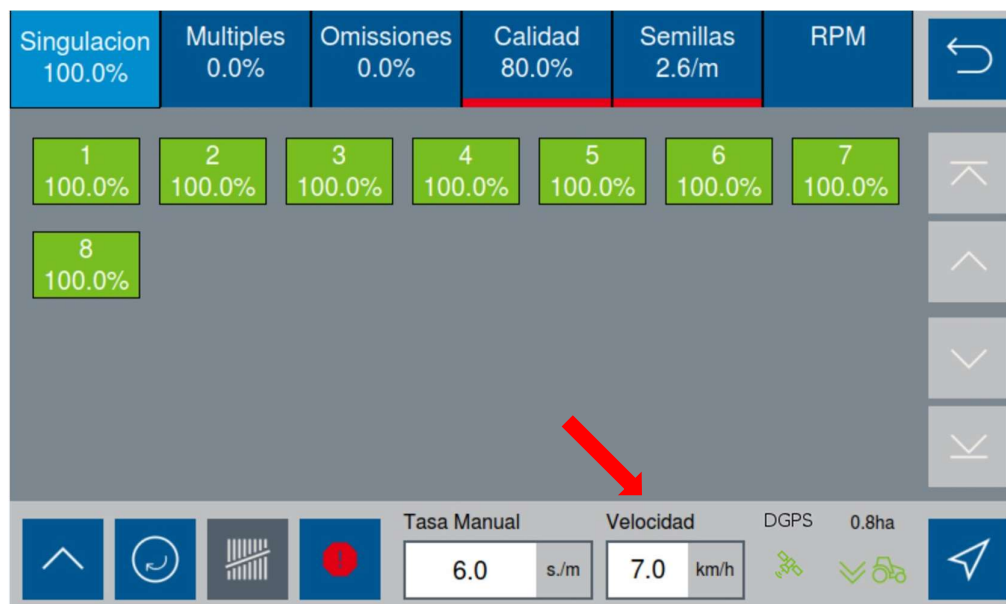 Singulacion Multiples Omissiones Calidad Semillas RPM
100.0% 0.0% 0.0% 80.0% 2.6/m
1 2 3 4 5 6 7
100.0% 100.0% 100.0% 100.0% 100.0% 100.0% 100.0%
8
100.0%
Tasa Manual Velocidad DGPS 0.8ha
6.0 s./m 7.0 km/h